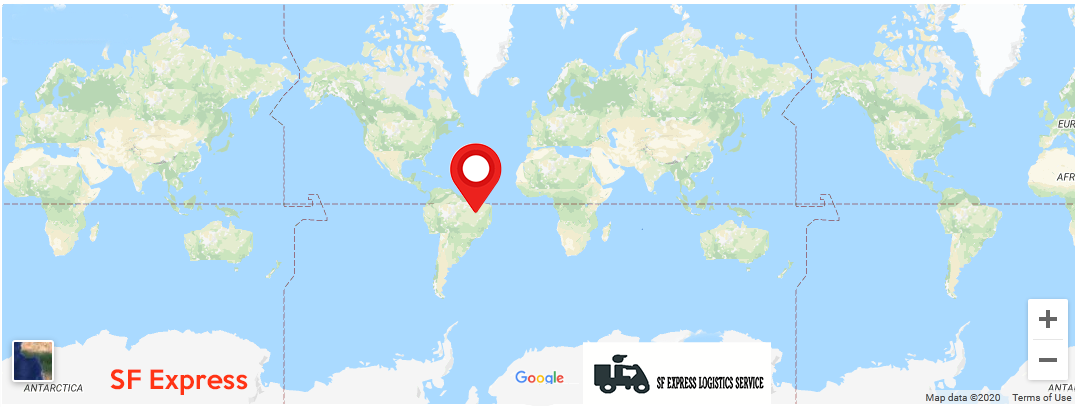 EUR
AFR
+
−
ANTARCTICA
SF Express
Google
SF EXPRESS LOGISTICS SERVICE
ANTA
Map data ©2020 Terms of Use